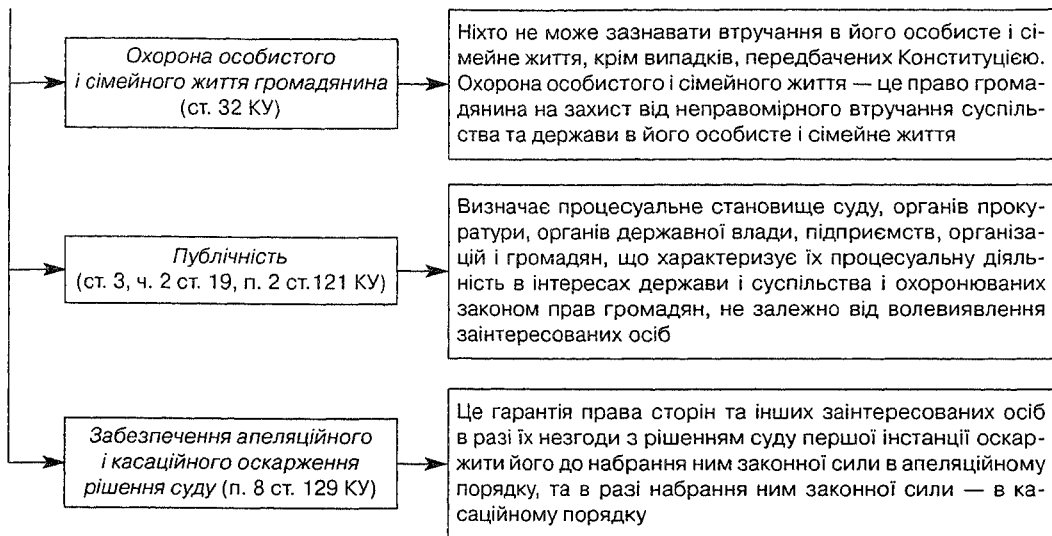 Охорона особистого
і сімейного життя громадянина
(ст. 32 КУ)
Ніхто не може зазнавати втручання в його особисте і сі-
мейне життя, крім випадків, передбачених Конституцією.
Охорона особистого і сімейного життя — це право грома-
дянина на захист від неправомірного втручання суспіль-
ства та держави в його особисте і сімейне життя
Публічність
(ст. 3, ч. 2 ст. 19, п. 2 ст.121 КУ)
Визначає процесуальне становище суду, органів проку-
ратури, органів державної влади, підприємств, організа-
цій і громадян, що характеризує їх процесуальну діяль-
ність в інтересах держави і суспільства і охоронюваних
законом прав громадян, не залежно від волевиявлення
заінтересованих осіб
Забезпечення апеляційного
і касаційного оскарження
рішення суду (п. 8 ст. 129 КУ)
Це гарантія права сторін та інших заінтересованих осіб
в разі їх незгоди з рішенням суду першої інстанції оскар-
жити його до набрання ним законної сили в апеляційному
порядку, та в разі набрання ним законної сили — в ка-
саційному порядку